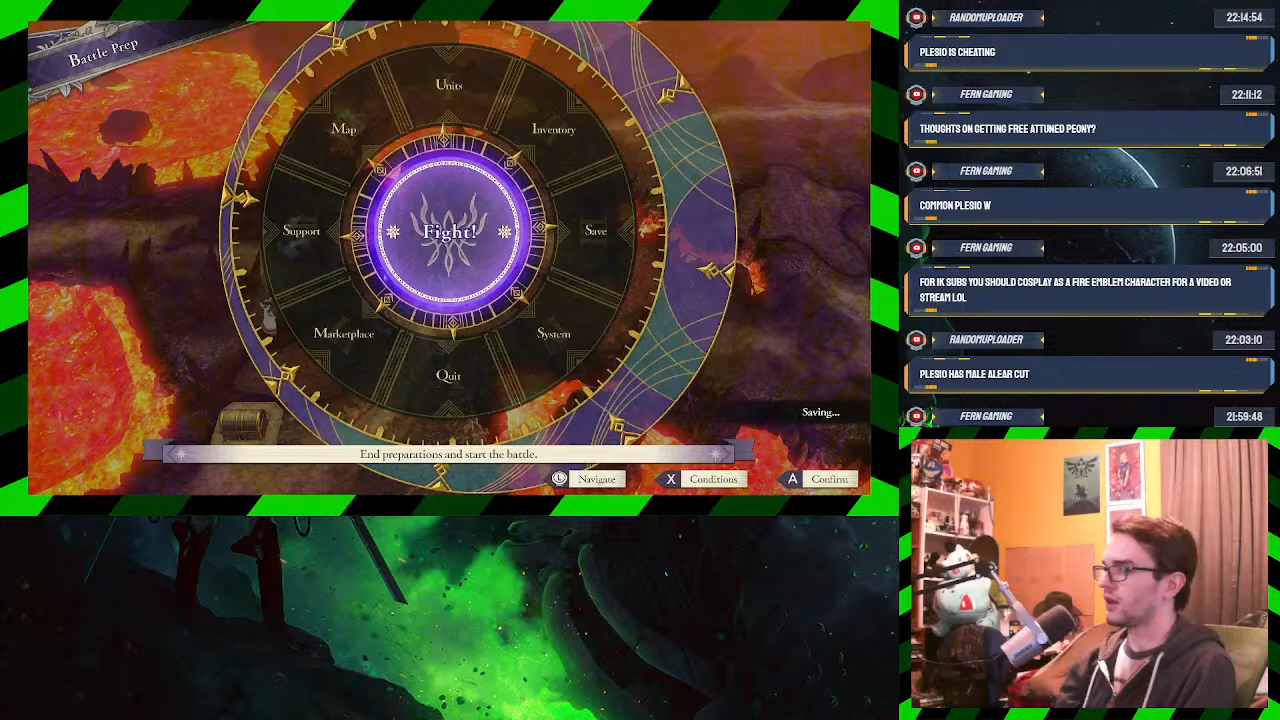 Battle Prep
Units
Map
Inventory
Support
Fight!
Save
Marketplace
System
Quit
Saving...
End preparations and start the battle.
L
Navigate
X
Conditions
A
Confirm
RANDOMUPLOADER
22:14:54
PLESIO IS CHEATING
FERN GAMING
22:11:12
THOUGHTS ON GETTING FREE ATTUNED PEONY?
FERN GAMING
22:06:51
COMMON PLESIO W
FERN GAMING
22:05:00
FOR 1K SUBS YOU SHOULD COSPLAY AS A FIRE EMBLEM CHARACTER FOR A VIDEO OR
STREAM LOL
RANDOMUPLOADER
22:03:10
PLESIO HAS MALE ALEAR CUT
FERN GAMING
21:59:48